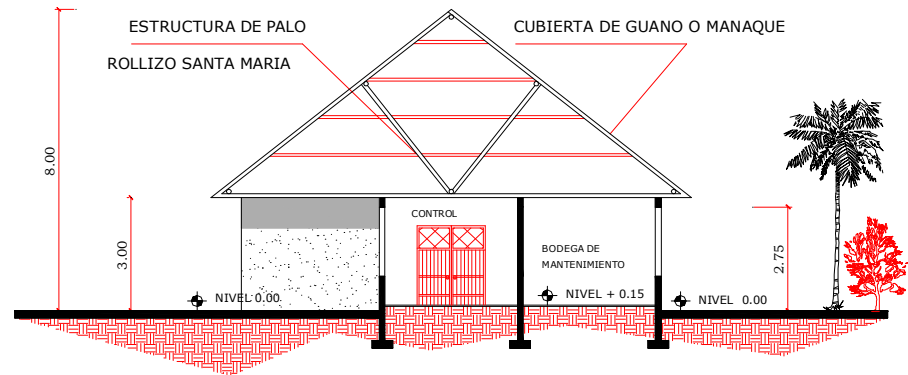 ESTRUCTURA DE PALO
ROLLIZO SANTA MARIA
CUBIERTA DE GUANO O MANAQUE
8.00
3.00
CONTROL
BODEGA DE
MANTENIMIENTO
2.75
NIVEL 0.00
NIVEL + 0.15
NIVEL 0.00